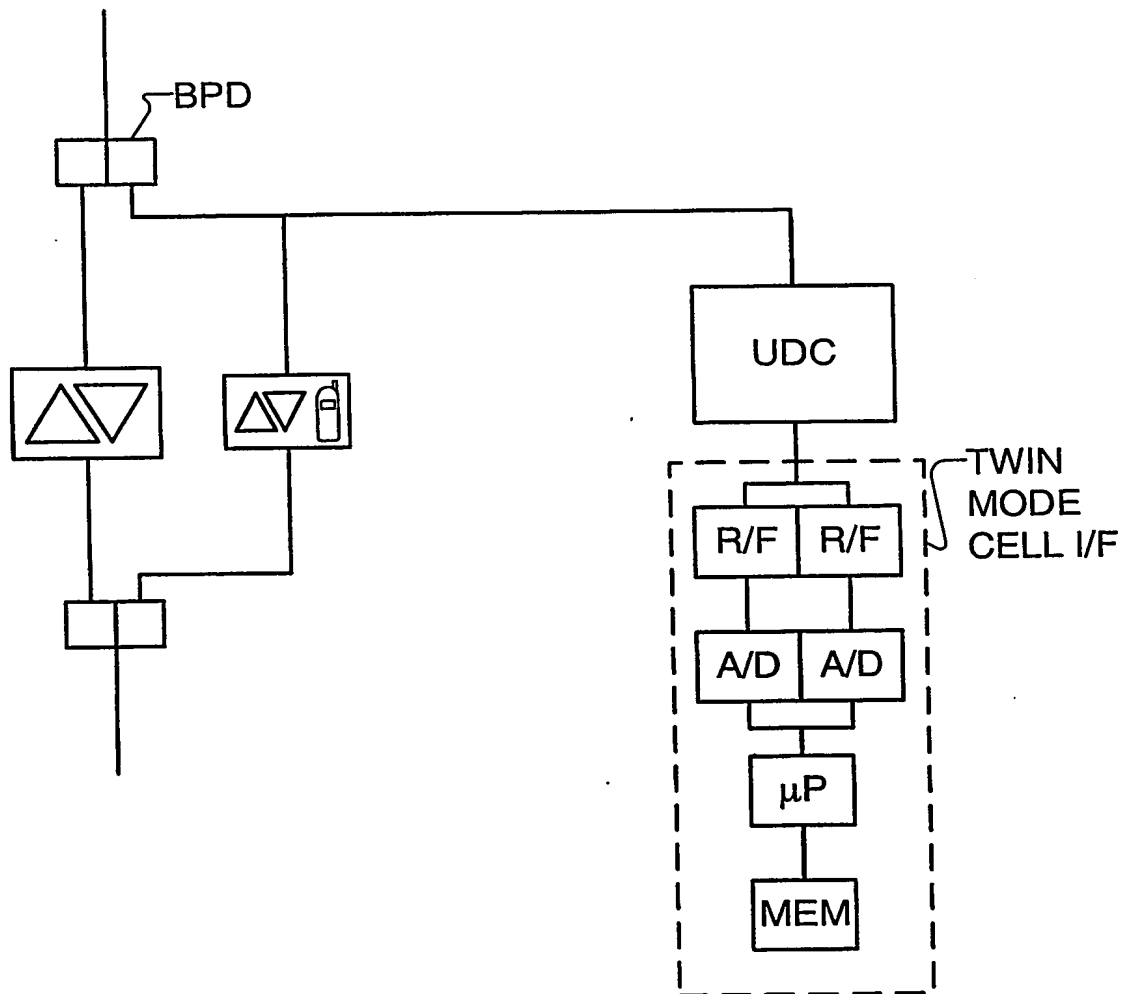 BPD
UDC
TWIN
MODE
CELL I/F
R/F R/F
A/D A/D
μP
MEM